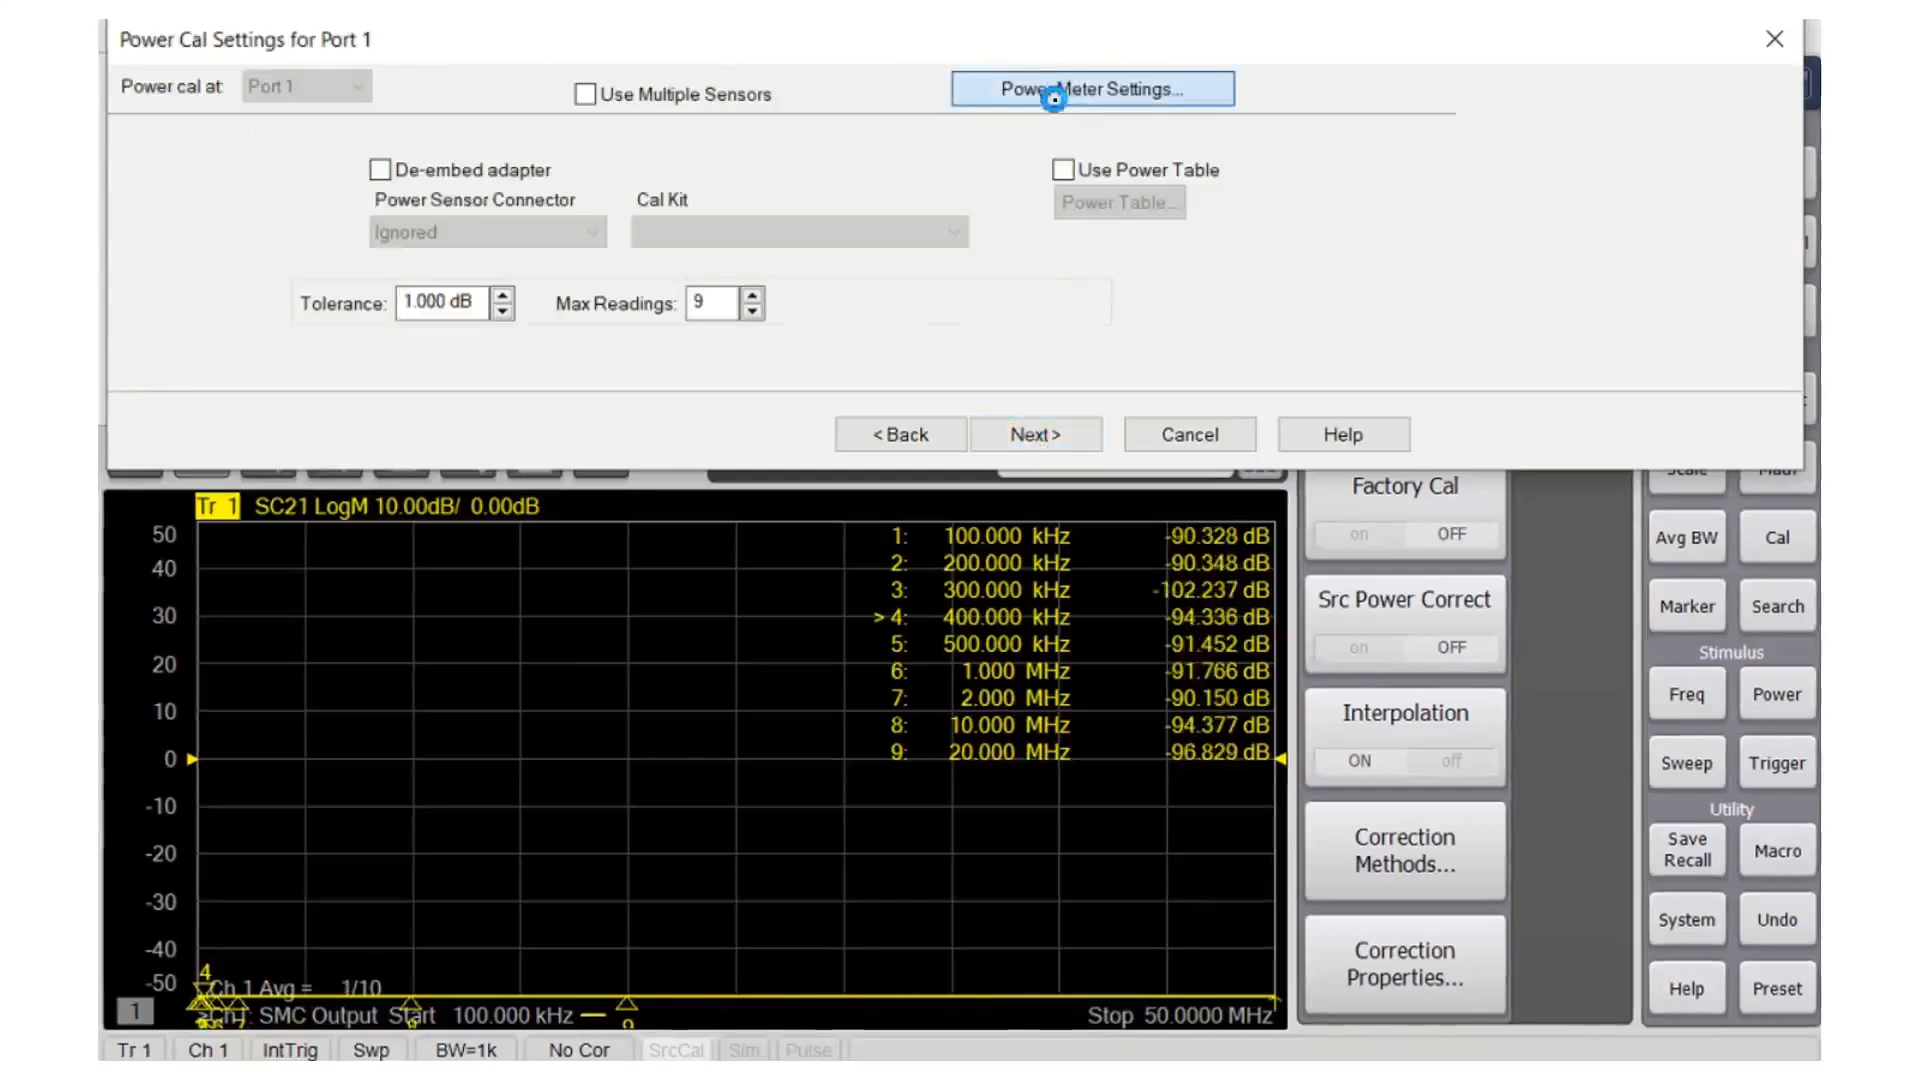 Power Cal Settings for Port 1
Power cal at: Port 1
Use Multiple Sensors
Power Meter Settings...
De-embed adapter
Use Power Table
Power Sensor Connector
Cal Kit
Power Table...
Ignored
Tolerance: 1.000 dB
Max Readings: 9
< Back
Next >
Cancel
Help
Tr 1 SC21 LogM 10.00dB/ 0.00dB
50
40
30
20
10
0
-10
-20
-30
-40
-50
1: 100.000 kHz -90.328 dB
2: 200.000 kHz -90.348 dB
3: 300.000 kHz -102.237 dB
> 4: 400.000 kHz -94.336 dB
5: 500.000 kHz -91.452 dB
6: 1.000 MHz -91.766 dB
7: 2.000 MHz -90.150 dB
8: 10.000 MHz -94.377 dB
9: 20.000 MHz -96.829 dB
4
Ch 1 Avg = 1/10
1
>Ch1: SMC Output Start 100.000 kHz
Stop 50.0000 MHz
Factory Cal
on OFF
Src Power Correct
on OFF
Interpolation
ON off
Correction
Methods...
Correction
Properties...
Scale
Math
Avg BW
Cal
Marker
Search
Stimulus
Freq
Power
Sweep
Trigger
Utility
Save
Recall
Macro
System
Undo
Help
Preset
Tr 1
Ch 1
IntTrig
Swp
BW=1k
No Cor
SrcCal
Sim
Pulse